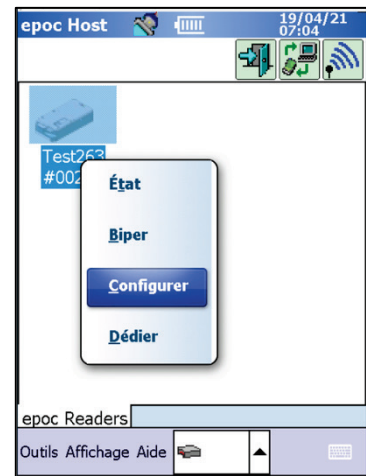 epoc Host
19/04/21
07:04
Test263
#002
État
Biper
Configurer
Dédier
epoc Readers
Outils Affichage Aide